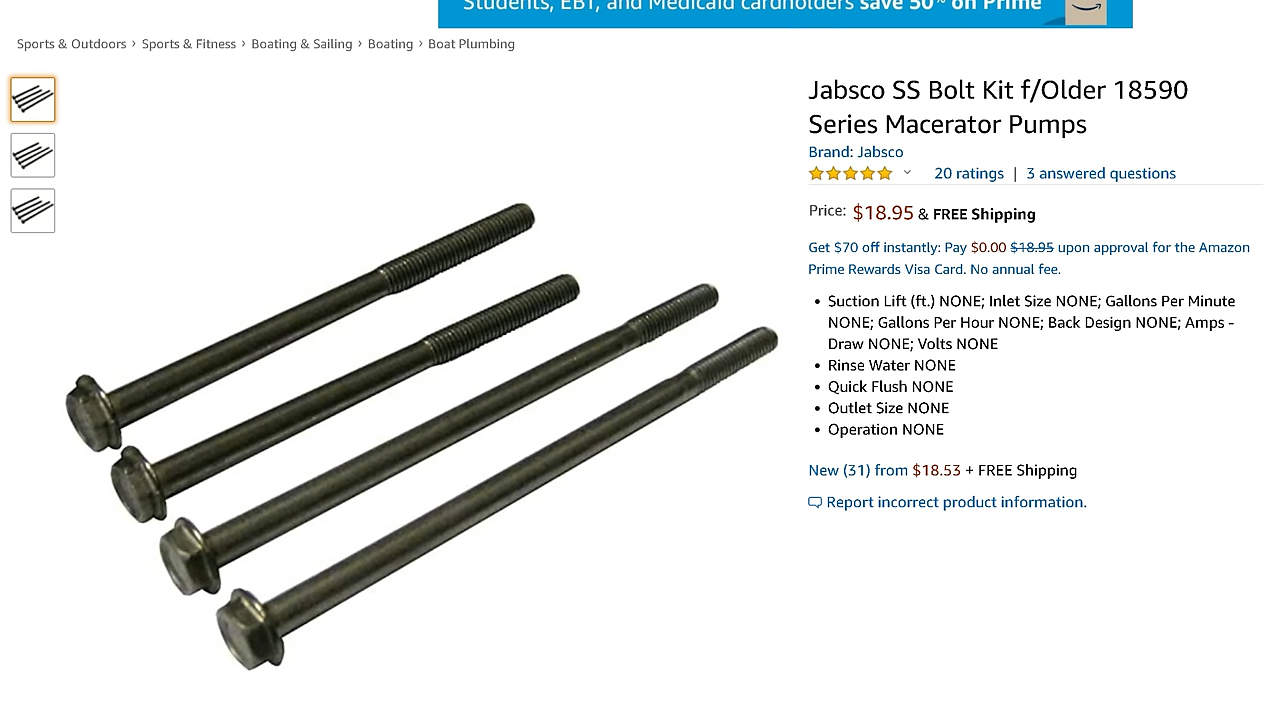 Students, EBT, and Medicaid cardholders save 50% on Prime
Sports & Outdoors › Sports & Fitness › Boating & Sailing › Boating › Boat Plumbing
Jabsco SS Bolt Kit f/Older 18590
Series Macerator Pumps
Brand: Jabsco
20 ratings | 3 answered questions
Price: $18.95 & FREE Shipping
Get $70 off instantly: Pay $0.00 $18.95 upon approval for the Amazon
Prime Rewards Visa Card. No annual fee.
• Suction Lift (ft.) NONE; Inlet Size NONE; Gallons Per Minute
NONE; Gallons Per Hour NONE; Back Design NONE; Amps -
Draw NONE; Volts NONE
• Rinse Water NONE
• Quick Flush NONE
• Outlet Size NONE
• Operation NONE
New (31) from $18.53 + FREE Shipping
Report incorrect product information.